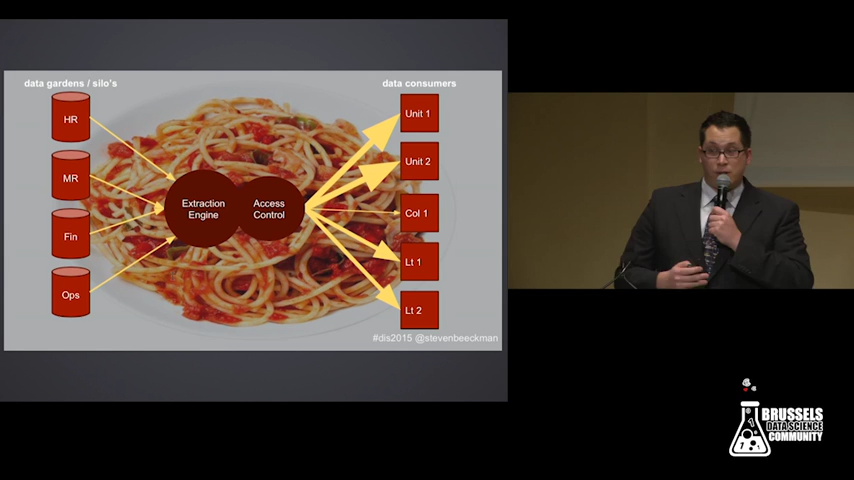 data gardens / silo's
data consumers
HR
MR
Fin
Ops
Extraction
Engine
Access
Control
Unit 1
Unit 2
Col 1
Lt 1
Lt 2
#dis2015 @stevenbeeckman
BRUSSELS
DATA SCIENCE
COMMUNITY